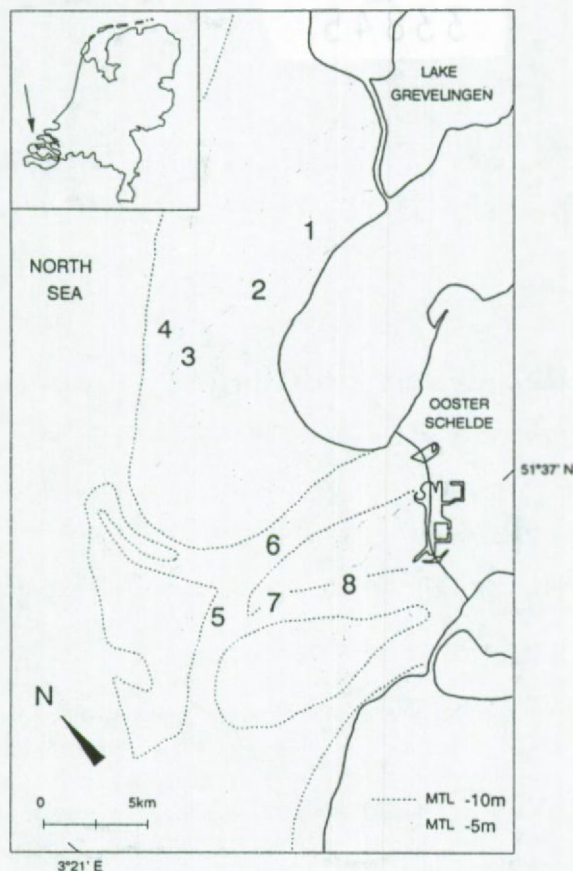 LAKE
GREVELINGEN
1
NORTH
SEA
2
4
3
OOSTER
SCHELDE
51°37' N
6
8
7
5
N
0 5km
MTL -10m
MTL -5m
3°21' E